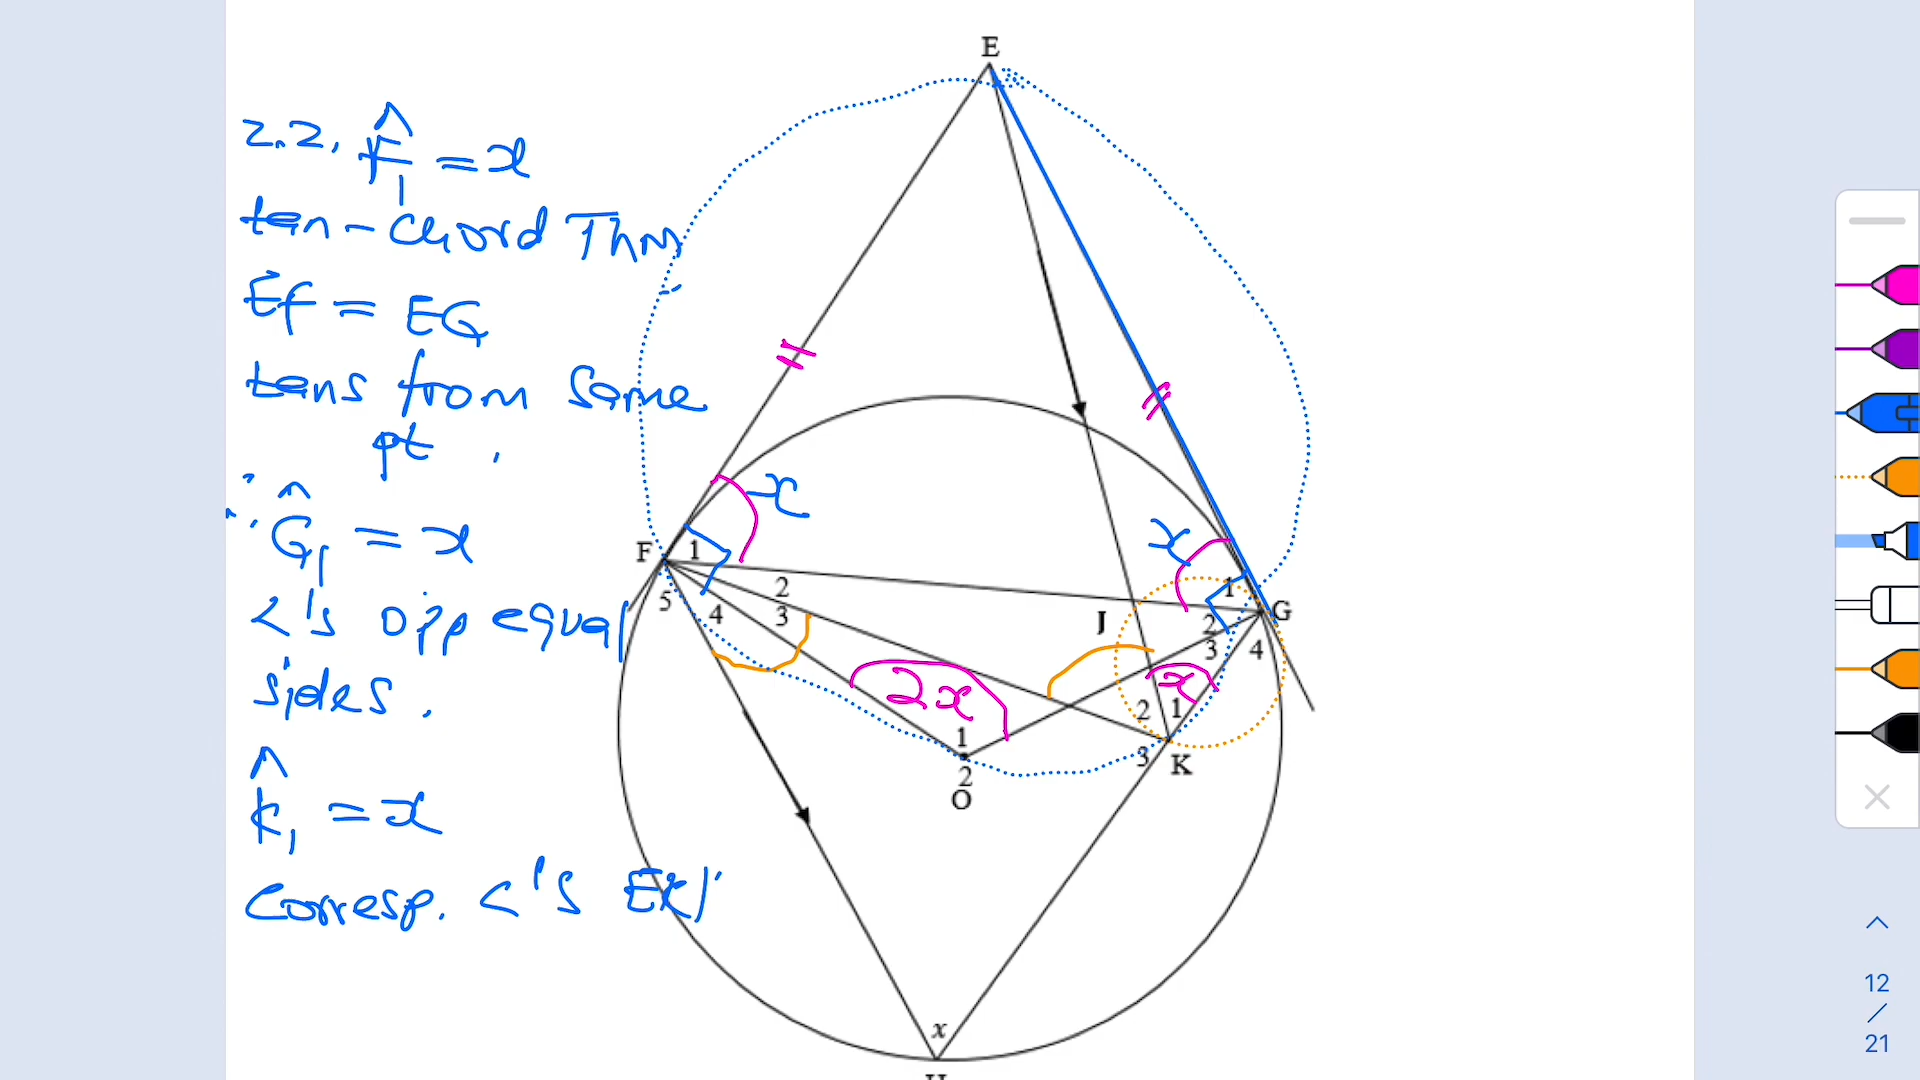 E
2.2. F̂₁ = x
tan-chord Thm
EF = EG
tans from same
pt.
∴ Ĝ₁ = x
<'s opp equal
sides.
K̂₁ = x
Corresp. <'s EK/
x
x
F 1
2
3
4
5
1
2
3
4
G
J
2x
x
2 1
3
K
1
2
O
x
12
/
21